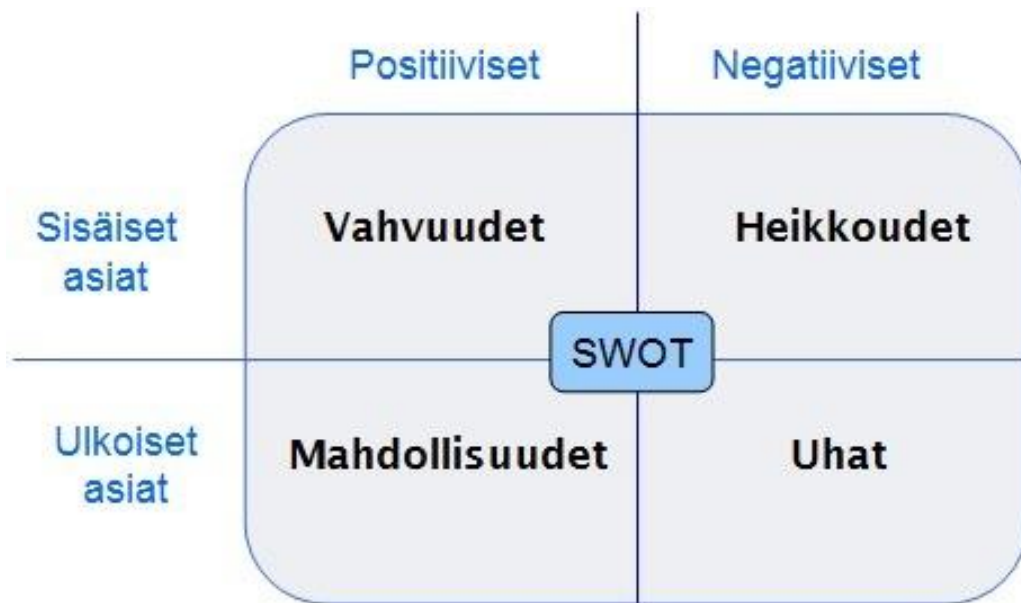 Positiiviset Negatiiviset
Sisäiset
asiat
Vahvuudet Heikkoudet
SWOT
Ulkoiset
asiat
Mahdollisuudet Uhat